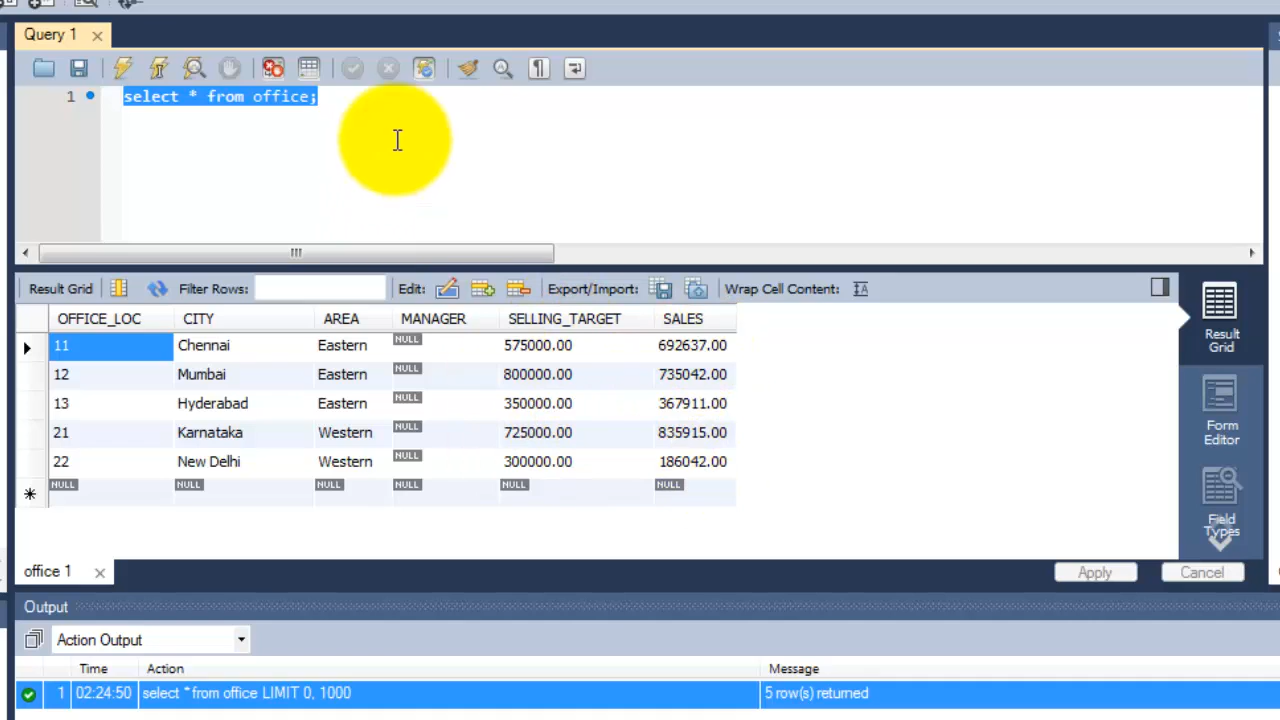 Query 1
1 select * from office;
Result Grid Filter Rows: Edit: Export/Import: Wrap Cell Content: IA
OFFICE_LOC CITY AREA MANAGER SELLING_TARGET SALES
11 Chennai Eastern NULL 575000.00 692637.00
12 Mumbai Eastern NULL 800000.00 735042.00
13 Hyderabad Eastern NULL 350000.00 367911.00
21 Karnataka Western NULL 725000.00 835915.00
22 New Delhi Western NULL 300000.00 186042.00
NULL NULL NULL NULL NULL NULL
Result
Grid
Form
Editor
Field
Types
office 1
Apply Cancel
Output
Action Output
Time Action Message
1 02:24:50 select * from office LIMIT 0, 1000 5 row(s) returned